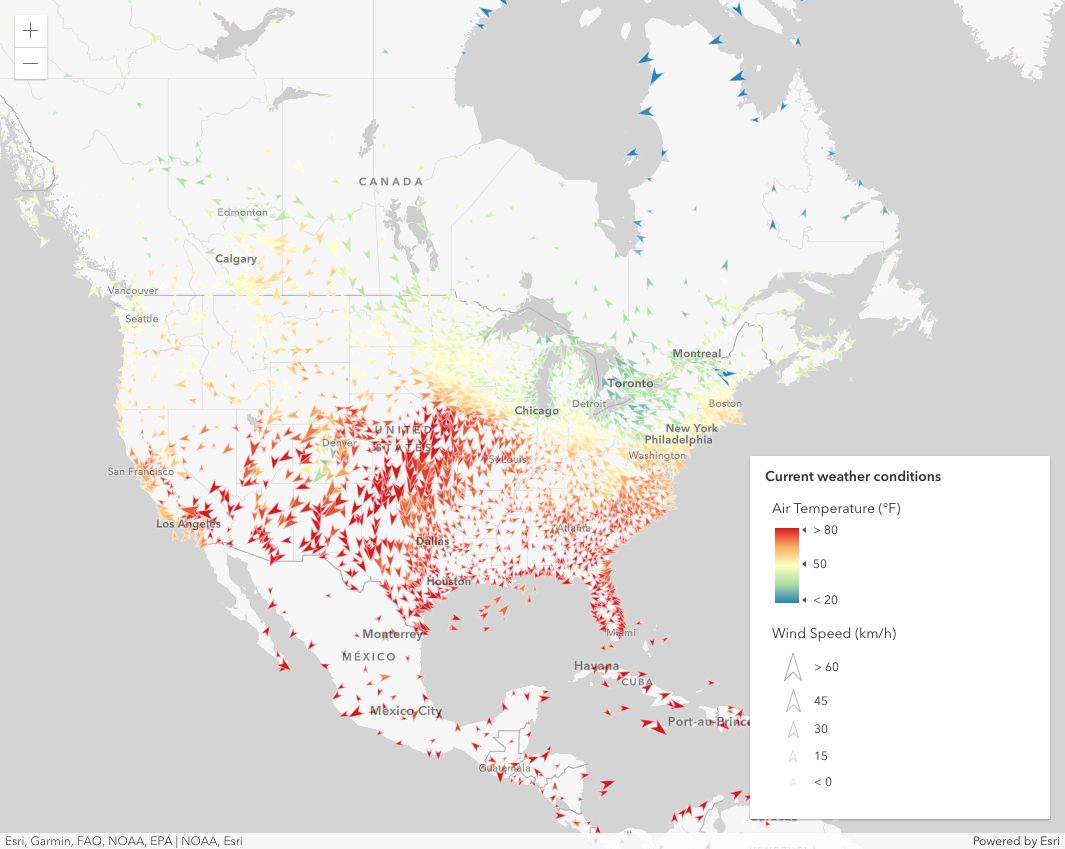 +
−
CANADA
Edmonton
Calgary
Vancouver
Seattle
Montreal
Toronto
Chicago
Detroit
Boston
New York
Philadelphia
UNITED
STATES
Denver
St Louis
Washington
San Francisco
Los Angeles
Atlanta
Dallas
Houston
Miami
Monterrey
MÉXICO
Havana
CUBA
Mexico City
Port-au-Prince
Guatemala
Current weather conditions
Air Temperature (°F)
> 80
50
< 20
Wind Speed (km/h)
> 60
45
30
15
< 0
Esri, Garmin, FAO, NOAA, EPA | NOAA, Esri
Powered by Esri